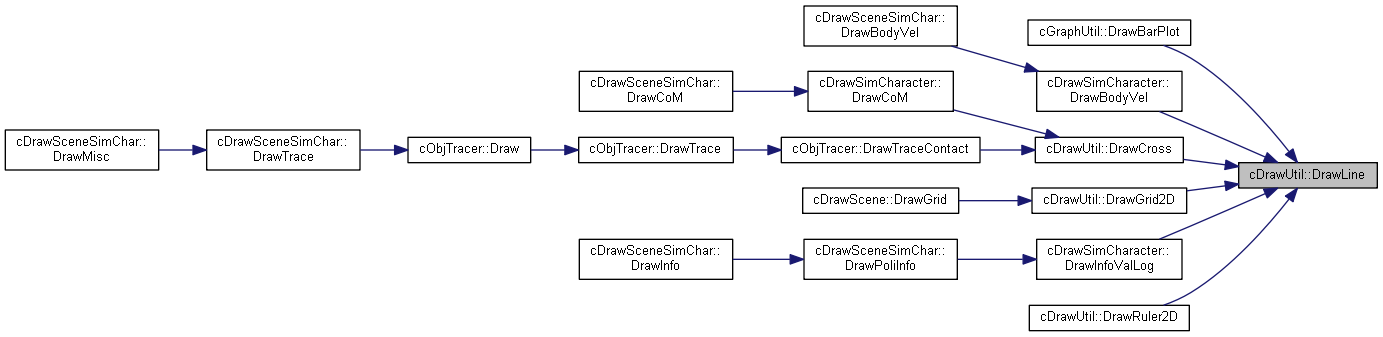 cDrawSceneSimChar::
DrawBodyVel
cGraphUtil::DrawBarPlot
cDrawSceneSimChar::
DrawCoM
cDrawSimCharacter::
DrawCoM
cDrawSimCharacter::
DrawBodyVel
cDrawSceneSimChar::
DrawMisc
cDrawSceneSimChar::
DrawTrace
cObjTracer::Draw
cObjTracer::DrawTrace
cObjTracer::DrawTraceContact
cDrawUtil::DrawCross
cDrawUtil::DrawLine
cDrawScene::DrawGrid
cDrawUtil::DrawGrid2D
cDrawSceneSimChar::
DrawInfo
cDrawSceneSimChar::
DrawPoliInfo
cDrawSimCharacter::
DrawInfoValLog
cDrawUtil::DrawRuler2D